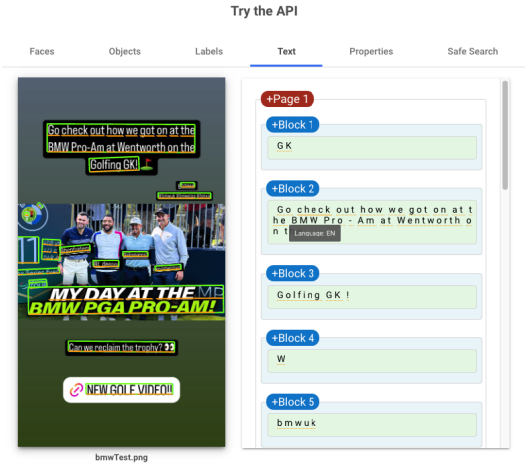 Try the API
Faces
Objects
Labels
Text
Properties
Safe Search
Go check out how we got on at the
BMW Pro-Am at Wentworth on the
Golfing GK!
MY DAY AT THE
BMW PGA PRO-AM!
Can we reclaim the trophy?
NEW GOLF VIDEO!!
bmwTest.png
+Page 1
+Block 1
G K
+Block 2
Go check out how we got on at t
he BMW Pro - Am at Wentworth o
n t
Language: EN
+Block 3
Golfing GK !
+Block 4
W
+Block 5
bmwuk